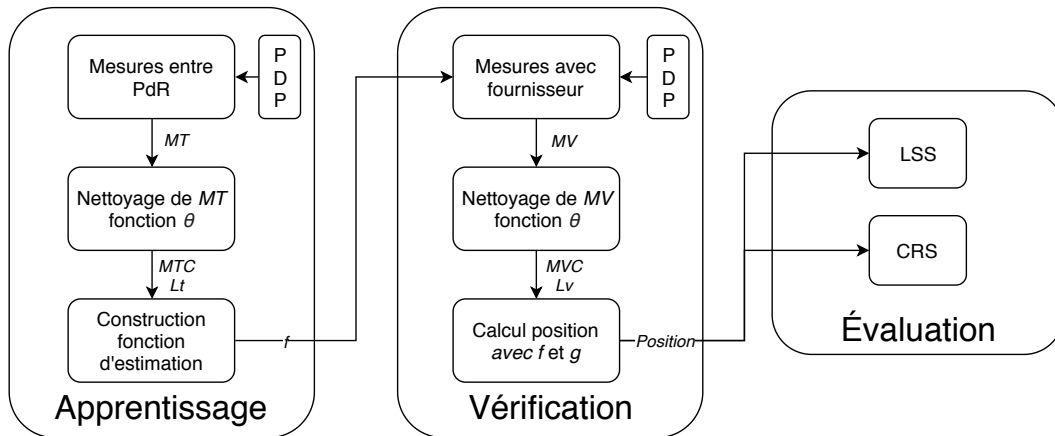 Mesures entre
PdR
P
D
P
MT
Nettoyage de MT
fonction θ
MTC
Lt
Construction
fonction
d'estimation
f
Apprentissage
Mesures avec
fournisseur
P
D
P
MV
Nettoyage de MV
fonction θ
MVC
Lv
Calcul position
avec f et g
Position
Vérification
LSS
CRS
Évaluation